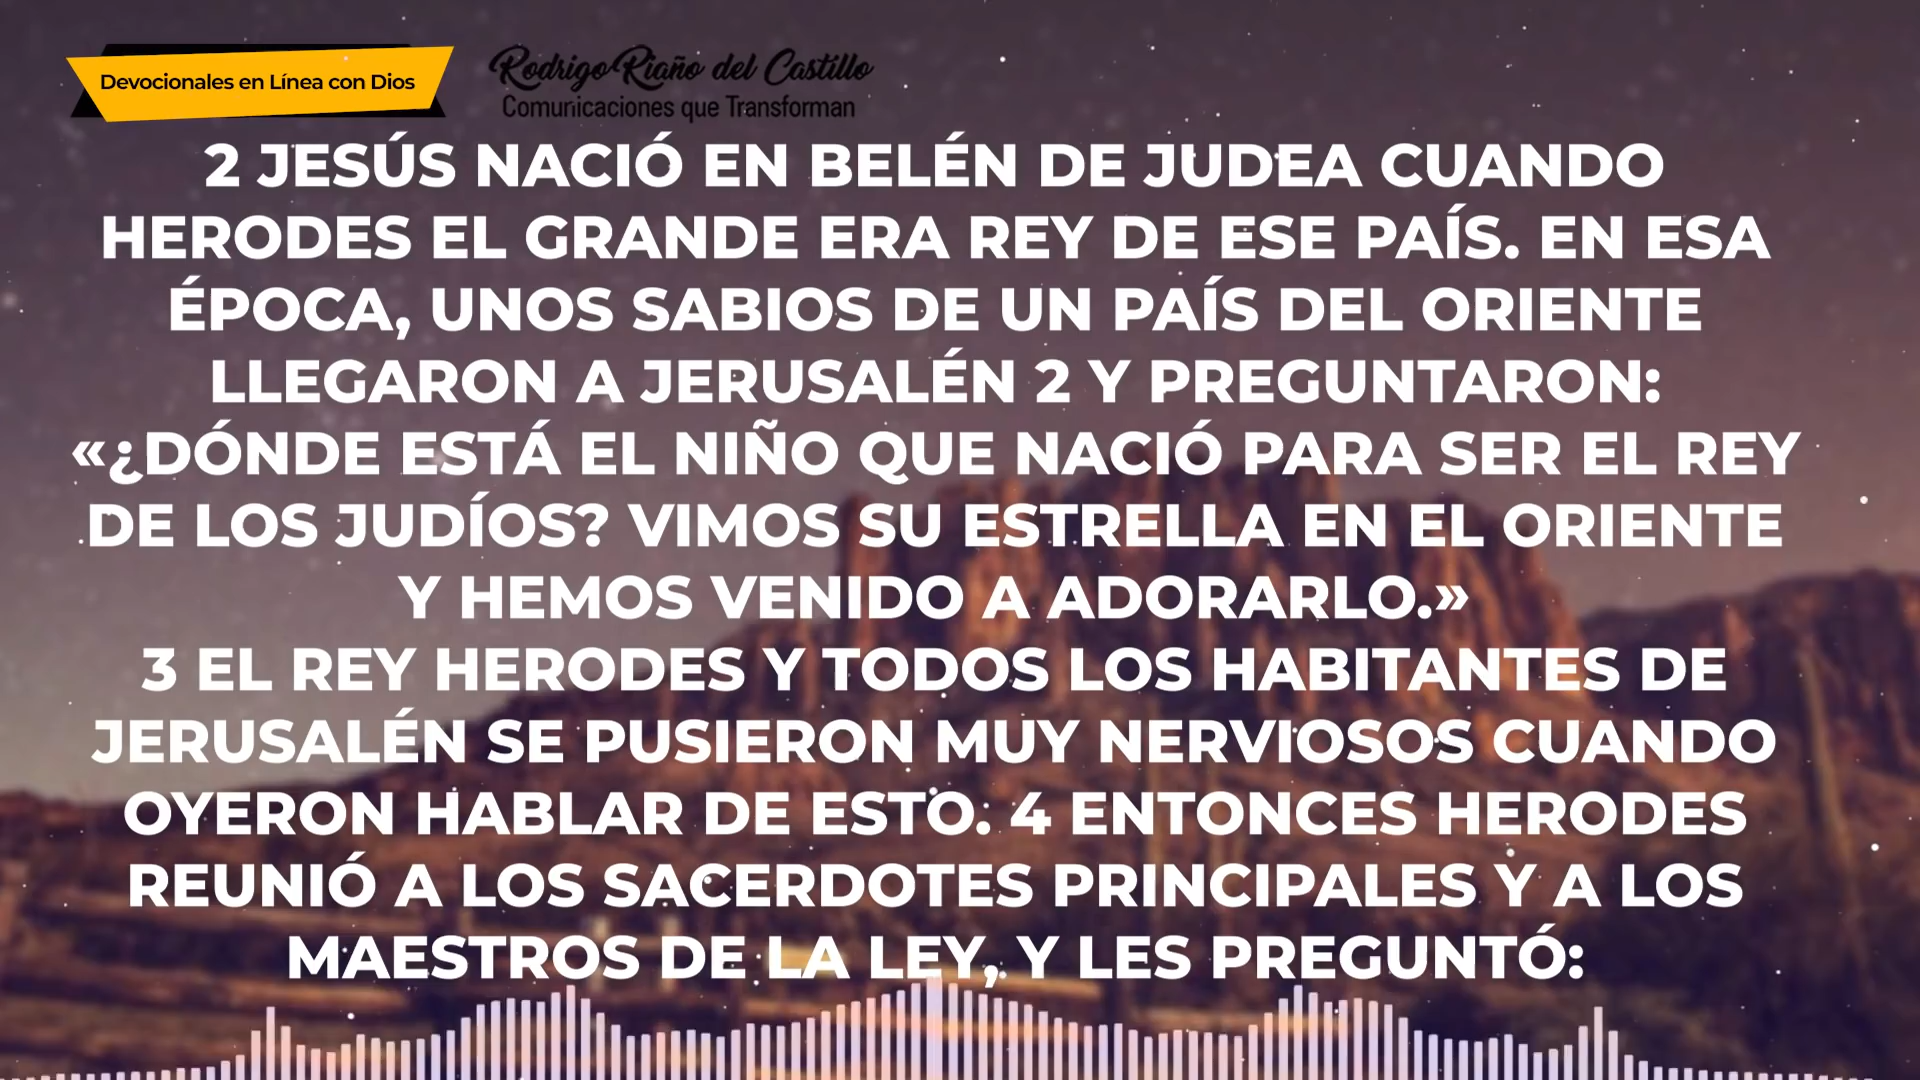 Devocionales en Línea con Dios
Rodrigo Riaño del Castillo
Comunicaciones que Transforman
2 JESÚS NACIÓ EN BELÉN DE JUDEA CUANDO
HERODES EL GRANDE ERA REY DE ESE PAÍS. EN ESA
ÉPOCA, UNOS SABIOS DE UN PAÍS DEL ORIENTE
LLEGARON A JERUSALÉN 2 Y PREGUNTARON:
«¿DÓNDE ESTÁ EL NIÑO QUE NACIÓ PARA SER EL REY
DE LOS JUDÍOS? VIMOS SU ESTRELLA EN EL ORIENTE
Y HEMOS VENIDO A ADORARLO.»
3 EL REY HERODES Y TODOS LOS HABITANTES DE
JERUSALÉN SE PUSIERON MUY NERVIOSOS CUANDO
OYERON HABLAR DE ESTO. 4 ENTONCES HERODES
REUNIÓ A LOS SACERDOTES PRINCIPALES Y A LOS
MAESTROS DE LA LEY, Y LES PREGUNTÓ: